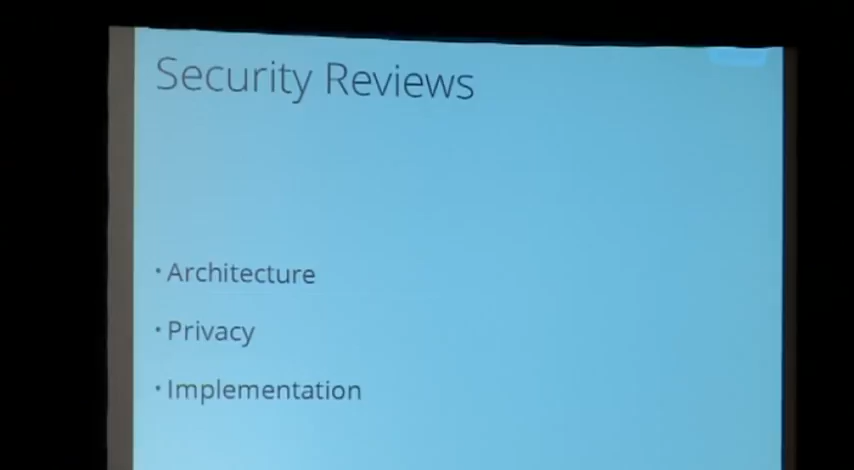 Security Reviews
• Architecture
• Privacy
• Implementation